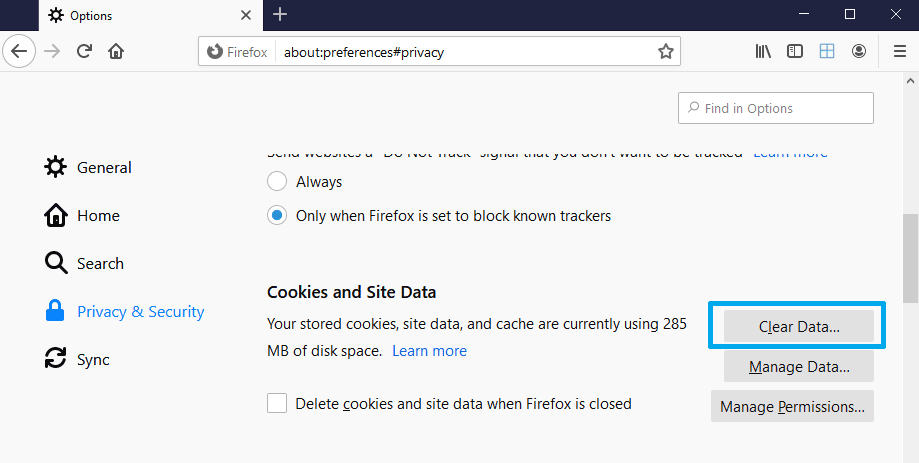 Options
Firefox about:preferences#privacy
Find in Options
General
Home
Search
Privacy & Security
Sync
Send websites a "Do Not Track" signal that you don't want to be tracked Learn more
Always
Only when Firefox is set to block known trackers
Cookies and Site Data
Your stored cookies, site data, and cache are currently using 285
MB of disk space. Learn more
Clear Data...
Manage Data...
Delete cookies and site data when Firefox is closed
Manage Permissions...